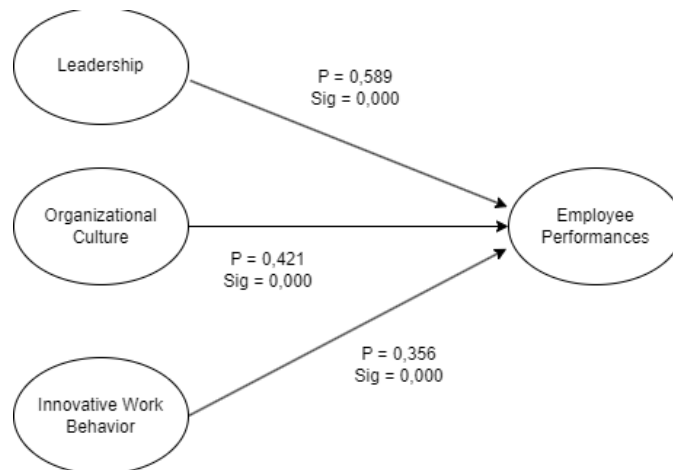 Leadership
P = 0,589
Sig = 0,000
Organizational
Culture
Employee
Performances
P = 0,421
Sig = 0,000
P = 0,356
Sig = 0,000
Innovative Work
Behavior